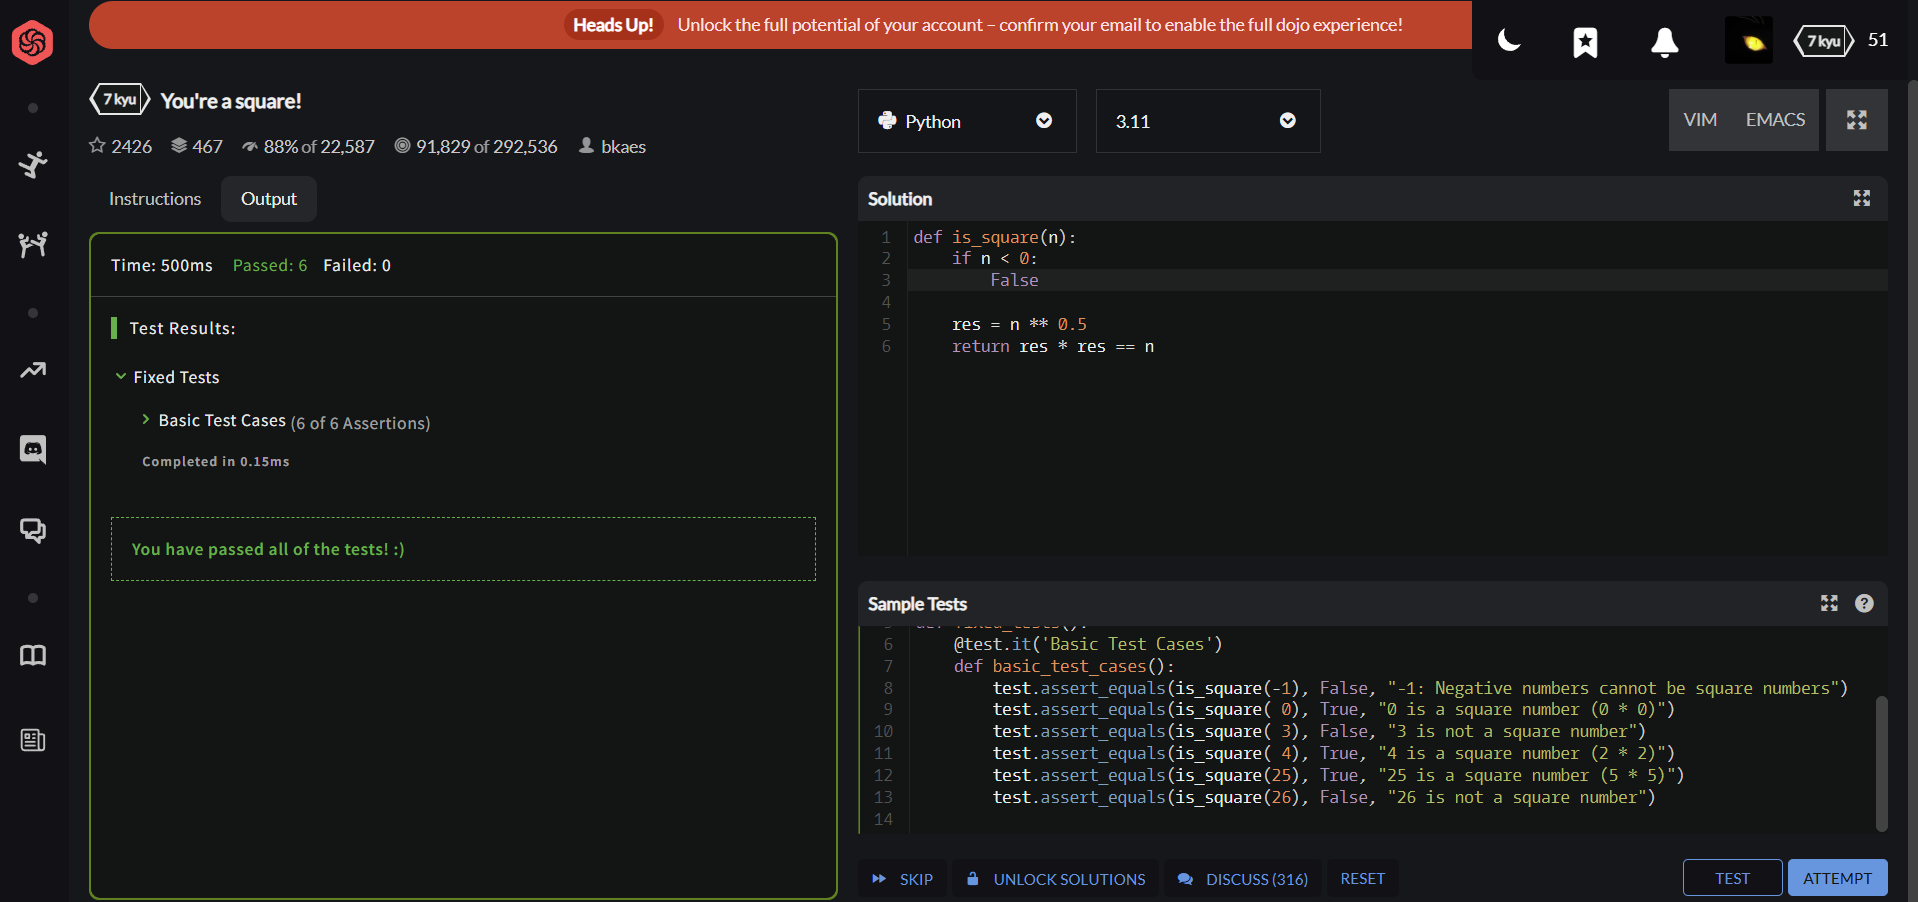 Heads Up! Unlock the full potential of your account – confirm your email to enable the full dojo experience!
7 kyu 51
7 kyu You're a square!
2426 467 88% of 22,587 91,829 of 292,536 bkaes
Python
3.11
VIM EMACS
Instructions Output
Time: 500ms Passed: 6 Failed: 0
Test Results:
Fixed Tests
Basic Test Cases (6 of 6 Assertions)
Completed in 0.15ms
You have passed all of the tests! :)
Solution
1 def is_square(n):
2 if n < 0:
3 False
4
5 res = n ** 0.5
6 return res * res == n
Sample Tests
5 def fixed_tests():
6 @test.it('Basic Test Cases')
7 def basic_test_cases():
8 test.assert_equals(is_square(-1), False, "-1: Negative numbers cannot be square numbers")
9 test.assert_equals(is_square( 0), True, "0 is a square number (0 * 0)")
10 test.assert_equals(is_square( 3), False, "3 is not a square number")
11 test.assert_equals(is_square( 4), True, "4 is a square number (2 * 2)")
12 test.assert_equals(is_square(25), True, "25 is a square number (5 * 5)")
13 test.assert_equals(is_square(26), False, "26 is not a square number")
14
SKIP UNLOCK SOLUTIONS DISCUSS (316) RESET
TEST ATTEMPT